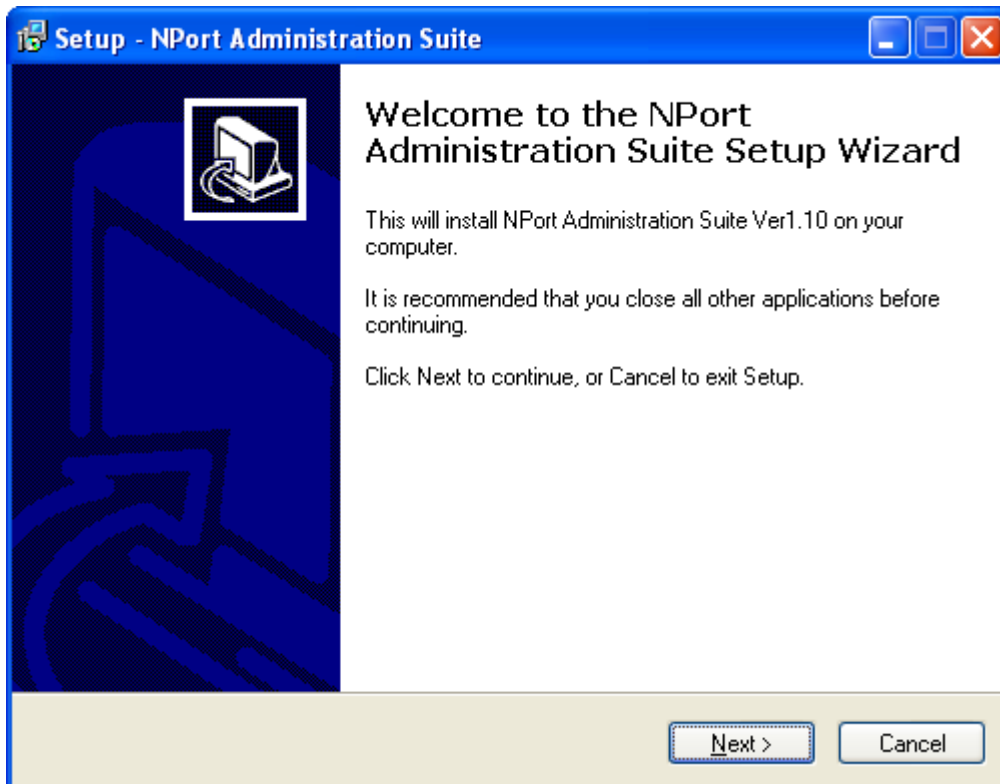 Setup - NPort Administration Suite
Welcome to the NPort
Administration Suite Setup Wizard
This will install NPort Administration Suite Ver1.10 on your
computer.
It is recommended that you close all other applications before
continuing.
Click Next to continue, or Cancel to exit Setup.
Next >
Cancel